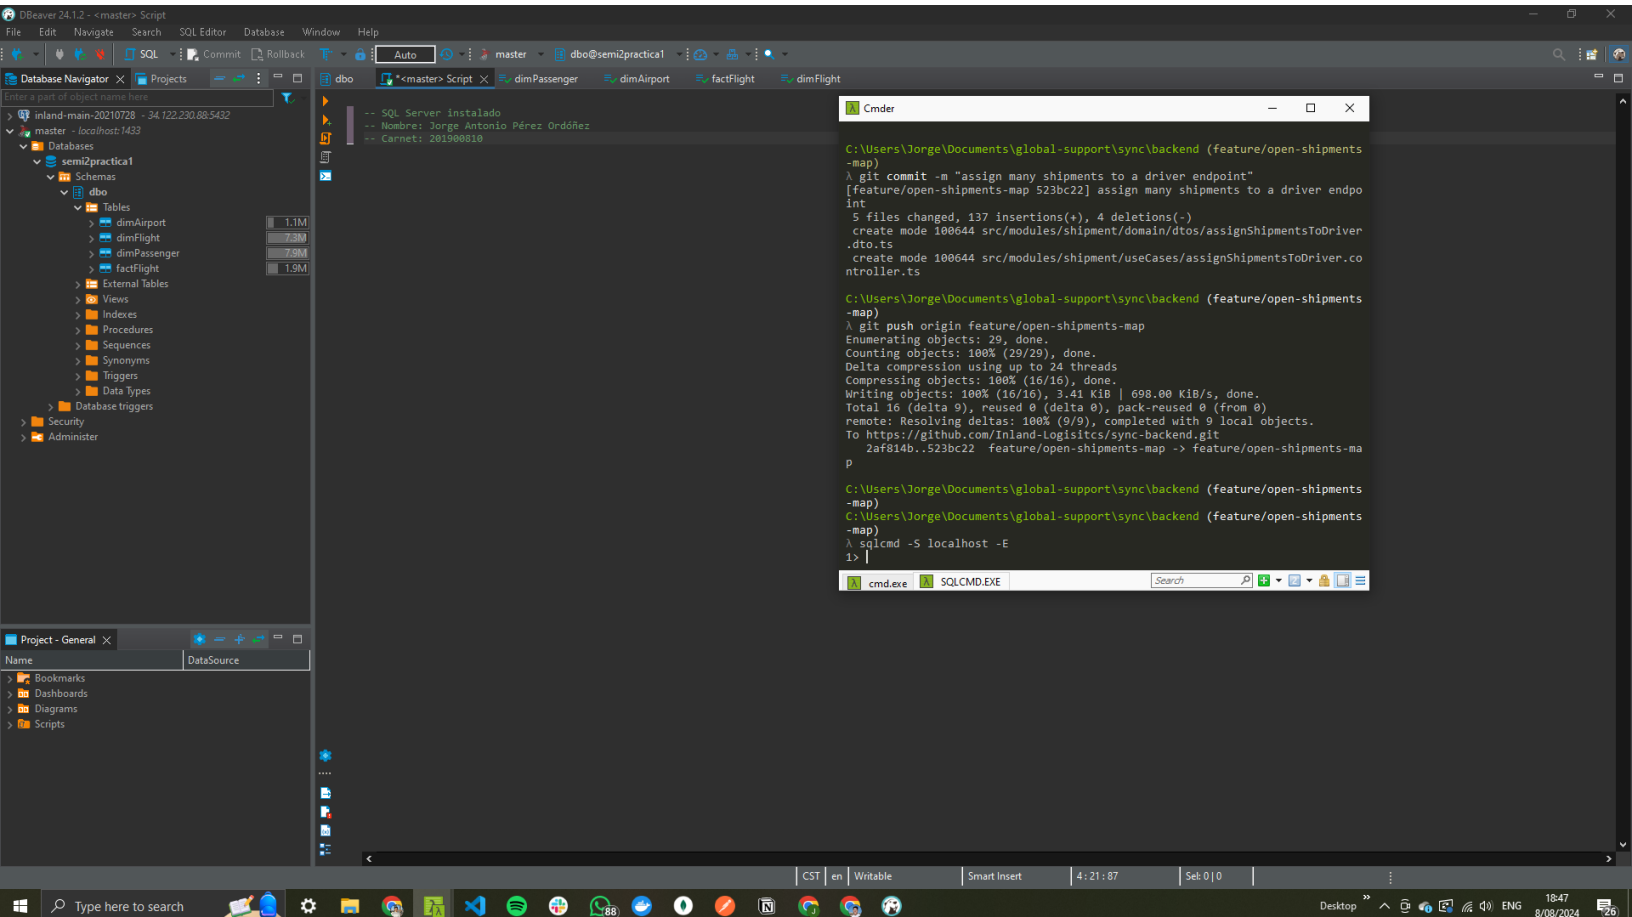 DBeaver 24.1.2 - <master> Script
File Edit Navigate Search SQL Editor Database Window Help
SQL Commit Rollback Auto master dbo@semi2practica1
Database Navigator Projects
Enter a part of object name here
inland-main-20210728 - 34.122.230.88:5432
master - localhost:1433
Databases
semi2practica1
Schemas
dbo
Tables
dimAirport 1.1M
dimFlight 7.3M
dimPassenger 7.9M
factFlight 1.9M
External Tables
Views
Indexes
Procedures
Sequences
Synonyms
Triggers
Data Types
Database triggers
Security
Administer
Project - General
Name DataSource
Bookmarks
Dashboards
Diagrams
Scripts
dbo *<master> Script dimPassenger dimAirport factFlight dimFlight
-- SQL Server instalado
-- Nombre: Jorge Antonio Pérez Ordóñez
-- Carnet: 201900810
Cmder
C:\Users\Jorge\Documents\global-support\sync\backend (feature/open-shipments
-map)
λ git commit -m "assign many shipments to a driver endpoint"
[feature/open-shipments-map 523bc22] assign many shipments to a driver endpo
int
5 files changed, 137 insertions(+), 4 deletions(-)
create mode 100644 src/modules/shipment/domain/dtos/assignShipmentsToDriver
.dto.ts
create mode 100644 src/modules/shipment/useCases/assignShipmentsToDriver.co
ntroller.ts
C:\Users\Jorge\Documents\global-support\sync\backend (feature/open-shipments
-map)
λ git push origin feature/open-shipments-map
Enumerating objects: 29, done.
Counting objects: 100% (29/29), done.
Delta compression using up to 24 threads
Compressing objects: 100% (16/16), done.
Writing objects: 100% (16/16), 3.41 KiB | 698.00 KiB/s, done.
Total 16 (delta 9), reused 0 (delta 0), pack-reused 0 (from 0)
remote: Resolving deltas: 100% (9/9), completed with 9 local objects.
To https://github.com/Inland-Logisitcs/sync-backend.git
2af814b..523bc22  feature/open-shipments-map -> feature/open-shipments-ma
p
C:\Users\Jorge\Documents\global-support\sync\backend (feature/open-shipments
-map)
C:\Users\Jorge\Documents\global-support\sync\backend (feature/open-shipments
-map)
λ sqlcmd -S localhost -E
1>
cmd.exe SQLCMD.EXE Search
CST en Writable Smart Insert 4 : 21 : 87 Sel: 0 | 0
Type here to search
88
Desktop » ENG 18:47
8/08/2024 26